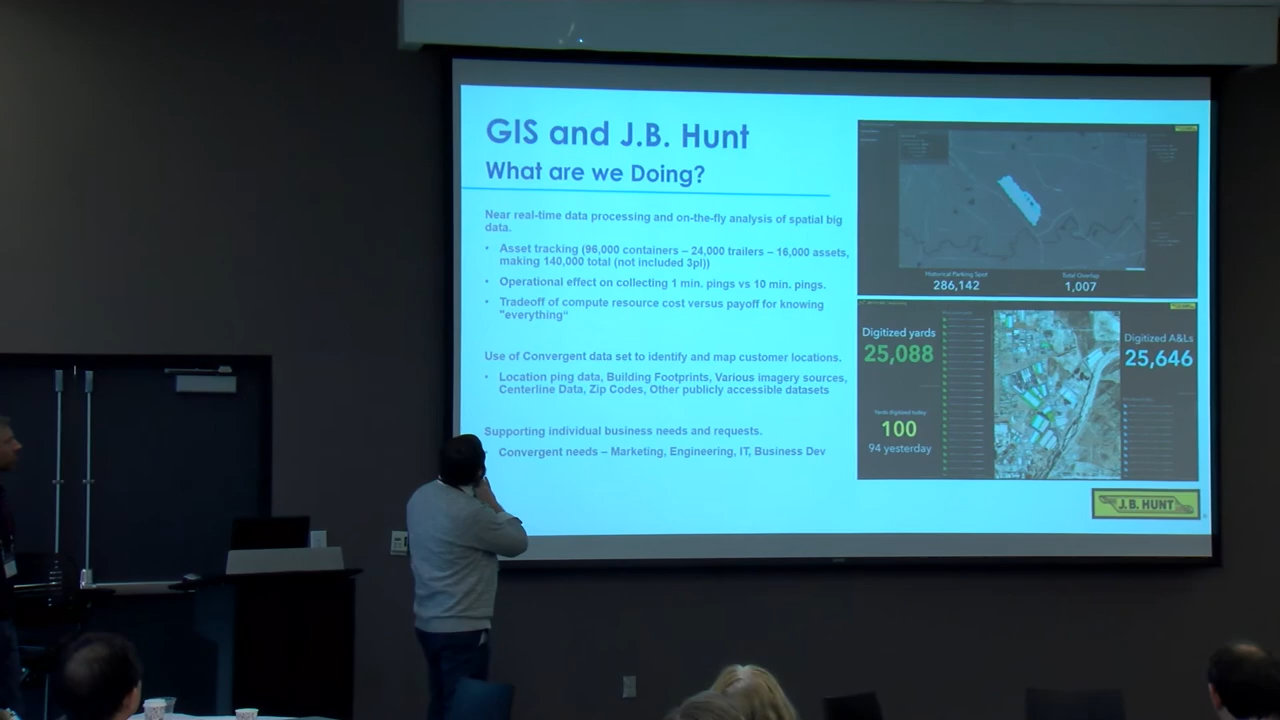 GIS and J.B. Hunt
What are we Doing?
Near real-time data processing and on-the-fly analysis of spatial big
data.
• Asset tracking (96,000 containers – 24,000 trailers – 16,000 assets,
making 140,000 total (not included 3pl))
• Operational effect on collecting 1 min. pings vs 10 min. pings.
• Tradeoff of compute resource cost versus payoff for knowing
"everything"
Use of Convergent data set to identify and map customer locations.
• Location ping data, Building Footprints, Various imagery sources,
Centerline Data, Zip Codes, Other publicly accessible datasets
Supporting individual business needs and requests.
Convergent needs – Marketing, Engineering, IT, Business Dev
Historical Parking Spot
286,142
Total Overlap
1,007
Digitized yards
25,088
Yards digitized today
100
94 yesterday
Digitized A&Ls
25,646
J.B. HUNT